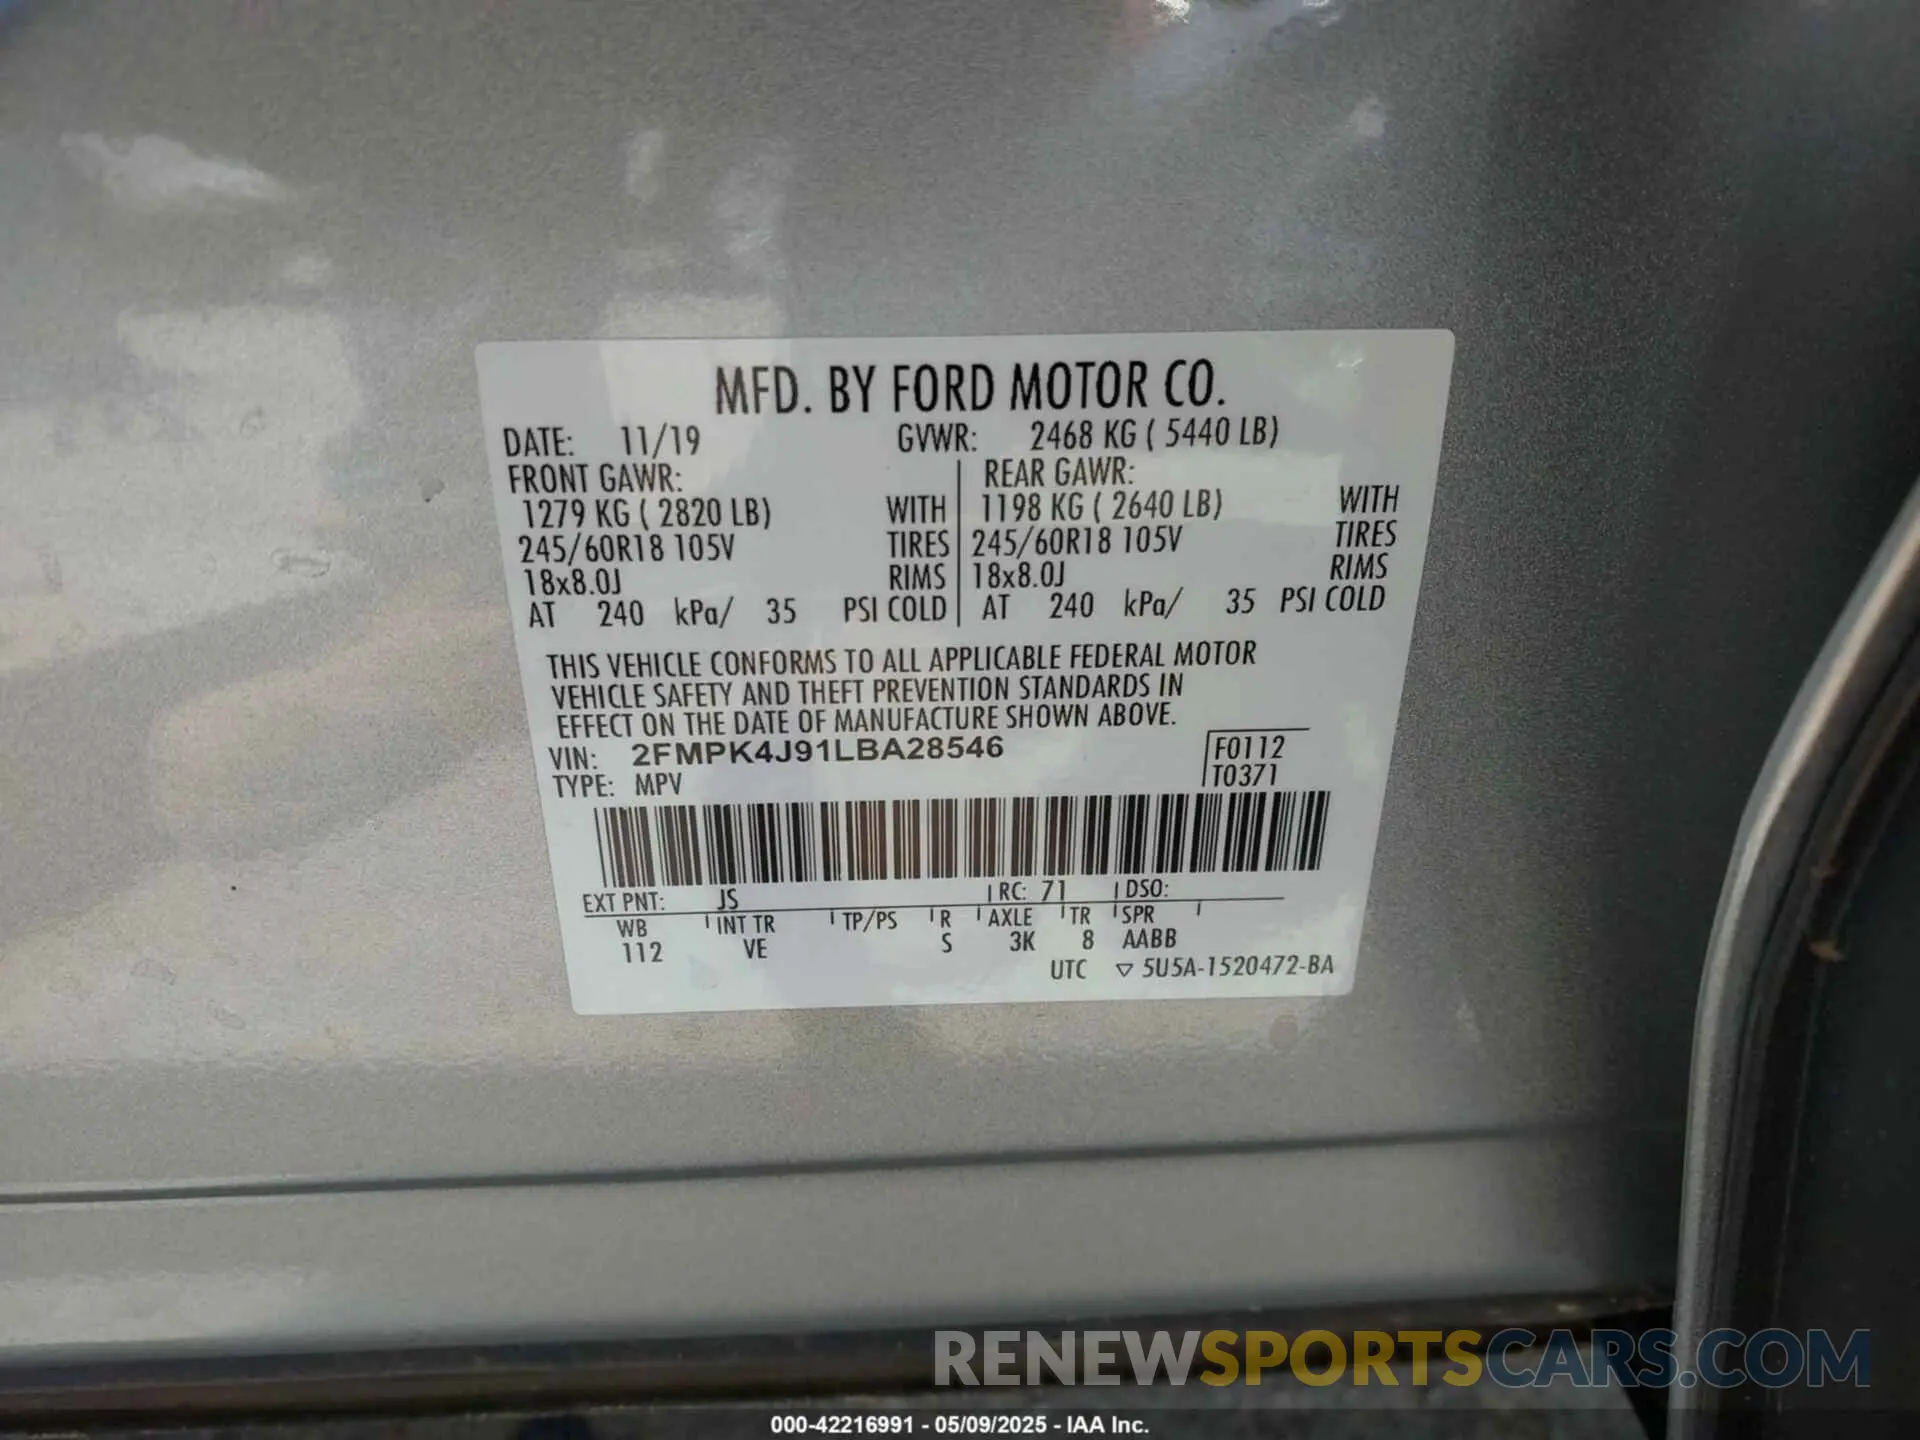 MFD. BY FORD MOTOR CO.
DATE: 11/19 GVWR: 2468 KG ( 5440 LB)
FRONT GAWR: REAR GAWR:
1279 KG ( 2820 LB) WITH 1198 KG ( 2640 LB) WITH
245/60R18 105V TIRES 245/60R18 105V TIRES
18x8.0J RIMS 18x8.0J RIMS
AT 240 kPa/ 35 PSI COLD AT 240 kPa/ 35 PSI COLD
THIS VEHICLE CONFORMS TO ALL APPLICABLE FEDERAL MOTOR
VEHICLE SAFETY AND THEFT PREVENTION STANDARDS IN
EFFECT ON THE DATE OF MANUFACTURE SHOWN ABOVE.
VIN: 2FMPK4J91LBA28546 F0112
TYPE: MPV T0371
EXT PNT: JS RC: 71 DSO:
WB INT TR TP/PS R AXLE TR SPR
112 VE S 3K 8 AABB
UTC ▽ 5U5A-1520472-BA
RENEWSPORTSCARS.COM
000-42216991 - 05/09/2025 - IAA Inc.